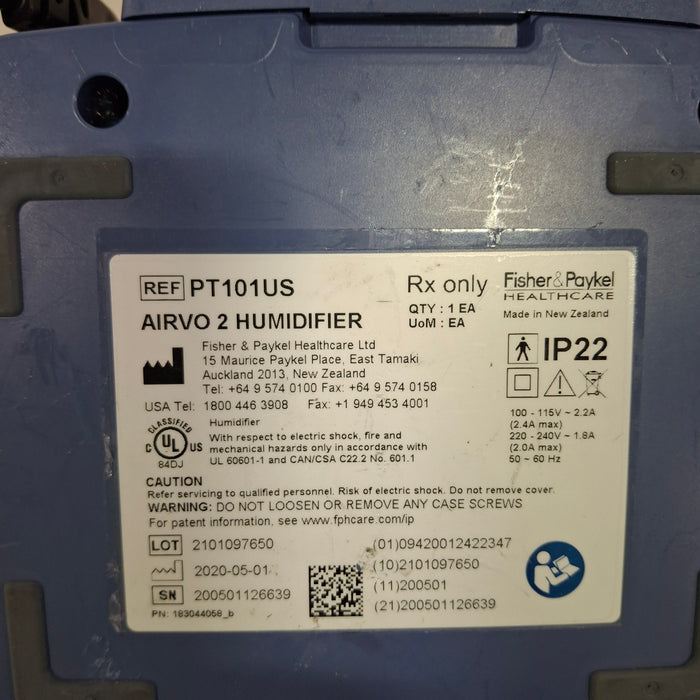 REF PT101US
Rx only
Fisher&Paykel
HEALTHCARE
AIRVO 2 HUMIDIFIER
QTY : 1 EA
UoM : EA
Made in New Zealand
Fisher & Paykel Healthcare Ltd
15 Maurice Paykel Place, East Tamaki
Auckland 2013, New Zealand
Tel: +64 9 574 0100 Fax: +64 9 574 0158
USA Tel: 1800 446 3908 Fax: +1 949 453 4001
IP22
100 - 115V ~ 2.2A
(2.4A max)
220 - 240V ~ 1.8A
(2.0A max)
50 ~ 60 Hz
CLASSIFIED
C UL US
84DJ
Humidifier
With respect to electric shock, fire and
mechanical hazards only in accordance with
UL 60601-1 and CAN/CSA C22.2 No. 601.1
CAUTION
Refer servicing to qualified personnel. Risk of electric shock. Do not remove cover.
WARNING: DO NOT LOOSEN OR REMOVE ANY CASE SCREWS
For patent information, see www.fphcare.com/ip
LOT 2101097650
2020-05-01
SN 200501126639
PN: 183044058_b
(01)09420012422347
(10)2101097650
(11)200501
(21)200501126639